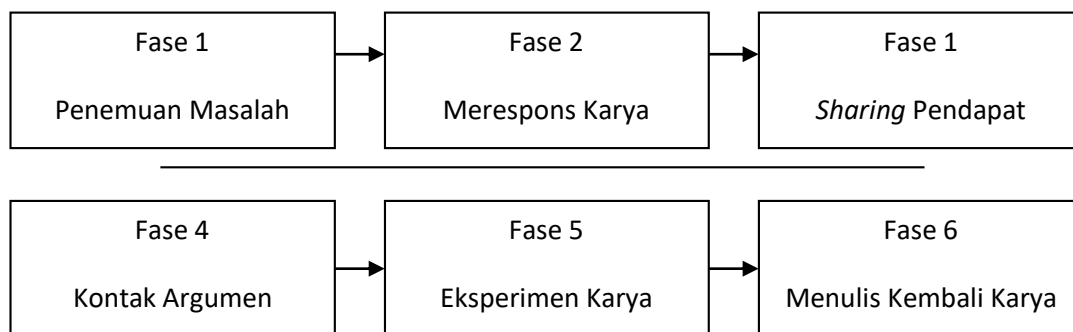 Fase 1
Penemuan Masalah
Fase 2
Merespons Karya
Fase 1
Sharing Pendapat
Fase 4
Kontak Argumen
Fase 5
Eksperimen Karya
Fase 6
Menulis Kembali Karya